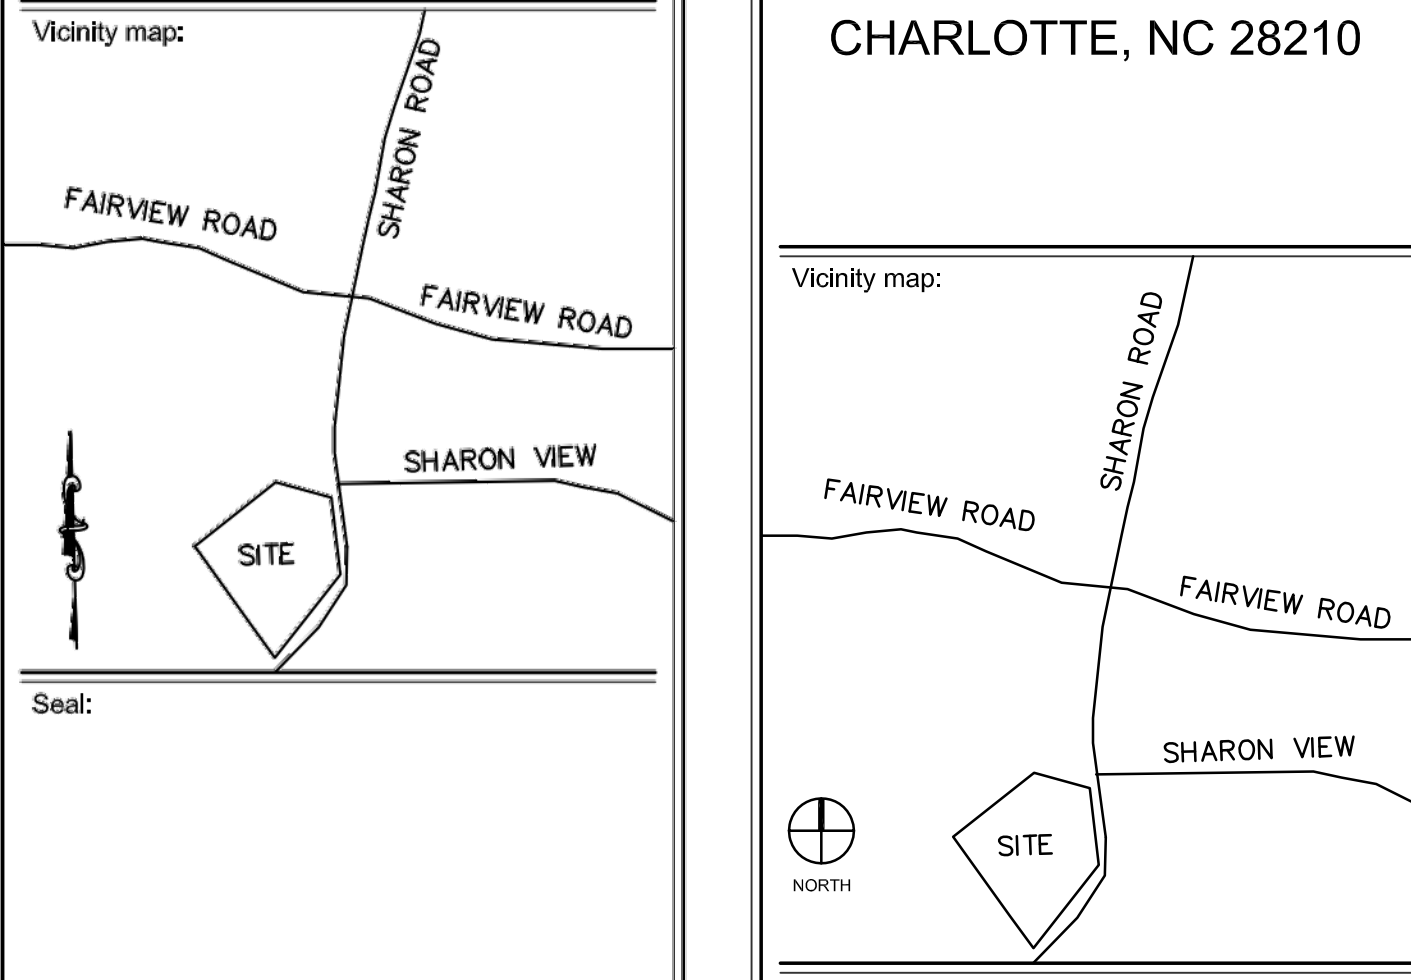 Vicinity map:
SHARON ROAD
FAIRVIEW ROAD
FAIRVIEW ROAD
SHARON VIEW
SITE
Seal:
CHARLOTTE, NC 28210
Vicinity map:
SHARON ROAD
FAIRVIEW ROAD
FAIRVIEW ROAD
SHARON VIEW
SITE
NORTH